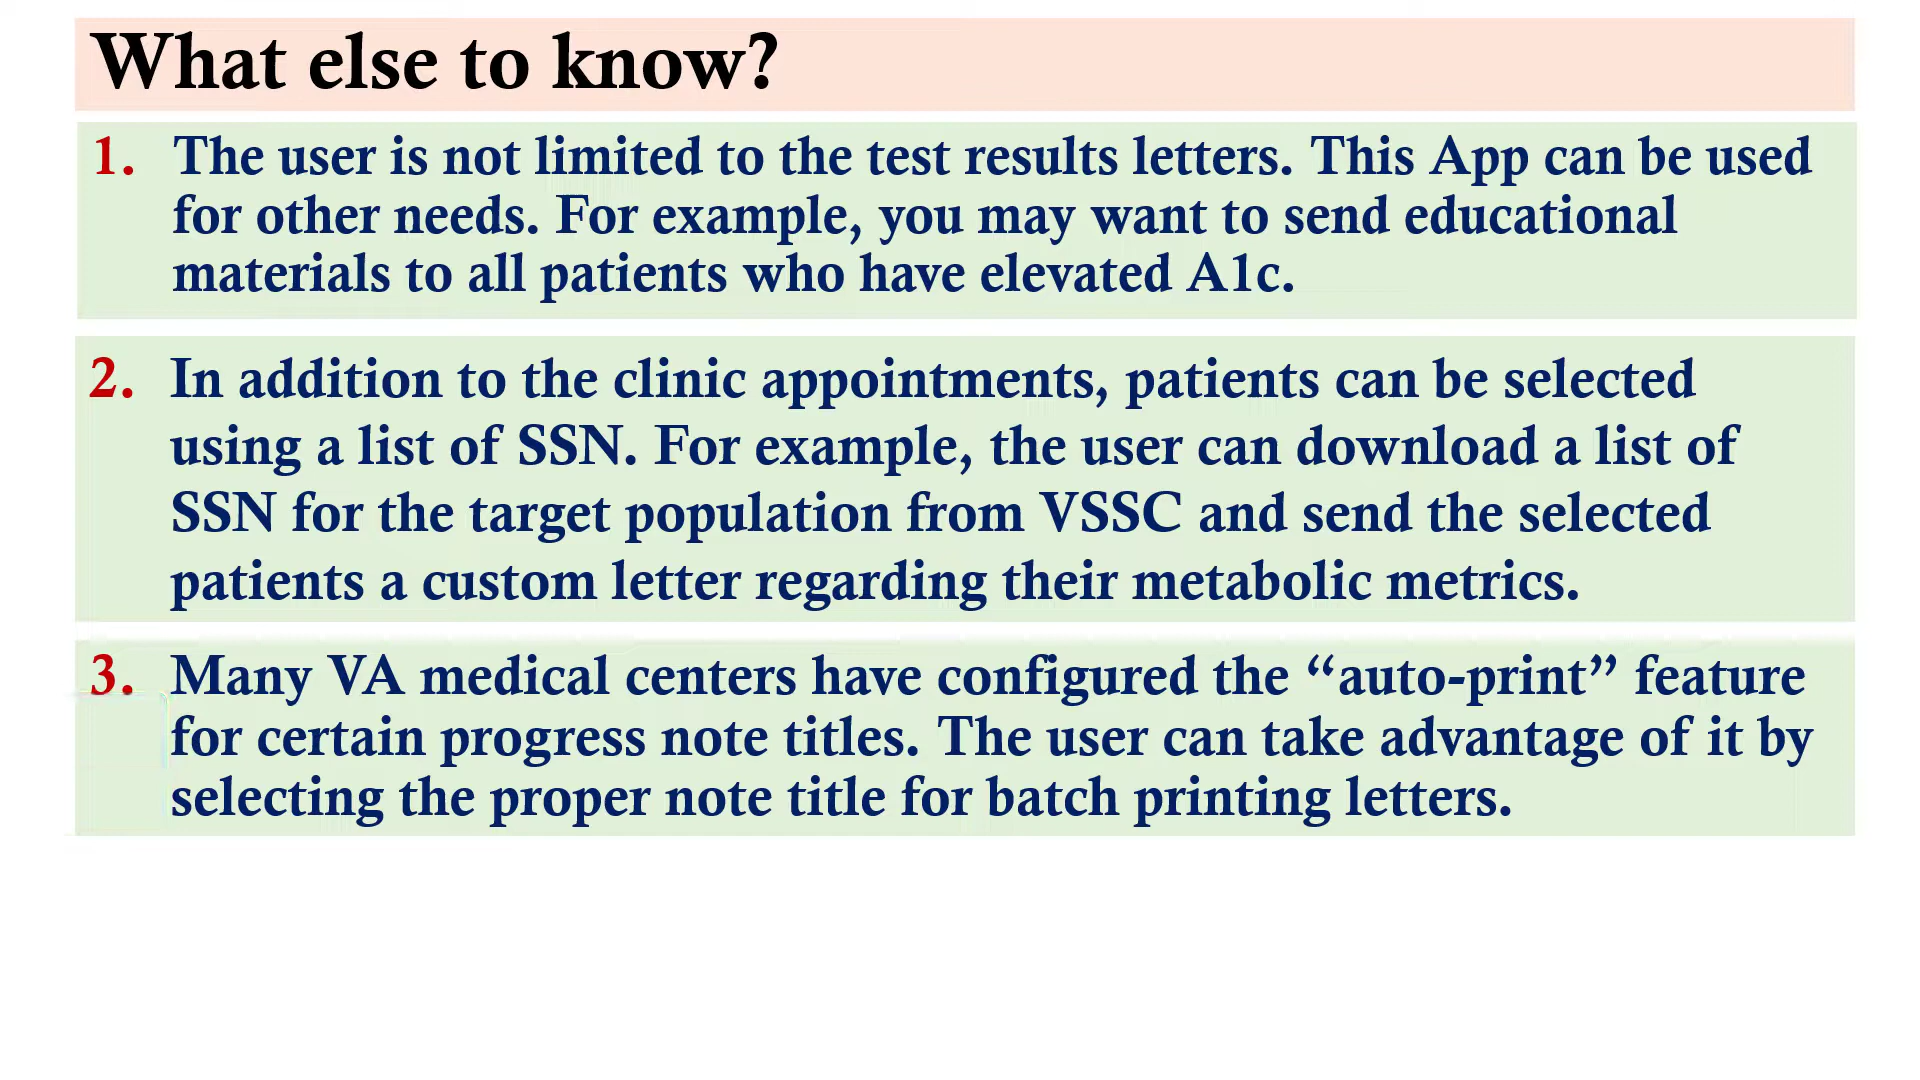 What else to know?
1. The user is not limited to the test results letters. This App can be used
for other needs. For example, you may want to send educational
materials to all patients who have elevated A1c.
2. In addition to the clinic appointments, patients can be selected
using a list of SSN. For example, the user can download a list of
SSN for the target population from VSSC and send the selected
patients a custom letter regarding their metabolic metrics.
3. Many VA medical centers have configured the “auto-print” feature
for certain progress note titles. The user can take advantage of it by
selecting the proper note title for batch printing letters.